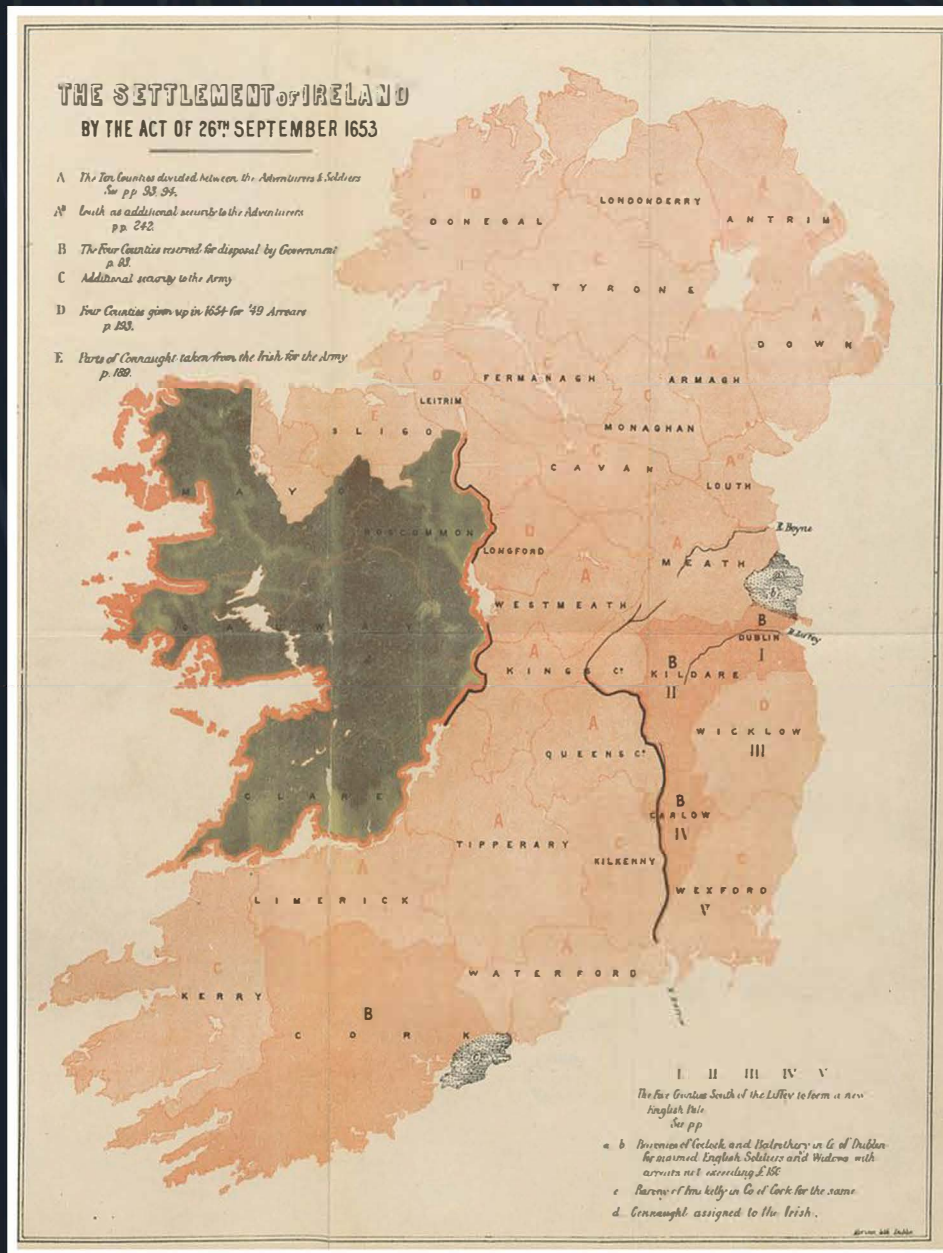 THE SETTLEMENT OF IRELAND
BY THE ACT OF 26TH SEPTEMBER 1653
A The Ten Counties divided between the Adventurers & Soldiers
See pp 93, 94.
Aª Louth as additional security to the Adventurers
pp. 242.
B The Four Counties reserved for disposal by Government
p. 93.
C Additional security to the Army
D Four Counties given up in 1654 for '49 Arrears
p. 193.
E Parts of Connaught taken from the Irish for the Army
p. 189.
D
DONEGAL
C
LONDONDERRY
A
ANTRIM
C
TYRONE
A
DOWN
C
FERMANAGH
A
ARMAGH
D
LEITRIM
E
SLIGO
C
MONAGHAN
C
CAVAN
Aª
LOUTH
MAYO
ROSCOMMON
D
LONGFORD
A
MEATH
R. Boyne
A
WESTMEATH
b
GALWAY
B
DUBLIN
I
R. Liffey
A
KINGS Co.
B
KILDARE
II
D
WICKLOW
III
A
QUEENS Co.
CLARE
B
CARLOW
IV
A
TIPPERARY
C
KILKENNY
C
WEXFORD
V
A
LIMERICK
A
WATERFORD
C
KERRY
B
CORK
I II III IV V
The Five Counties South of the Liffey to form a new
English Pale
See pp
a b Baronies of Coolock and Balrothery in Co of Dublin
for maimed English Soldiers and Widows with
arrears not exceeding £150
c Barony of Imokelly in Co of Cork for the same
d Connaught assigned to the Irish.